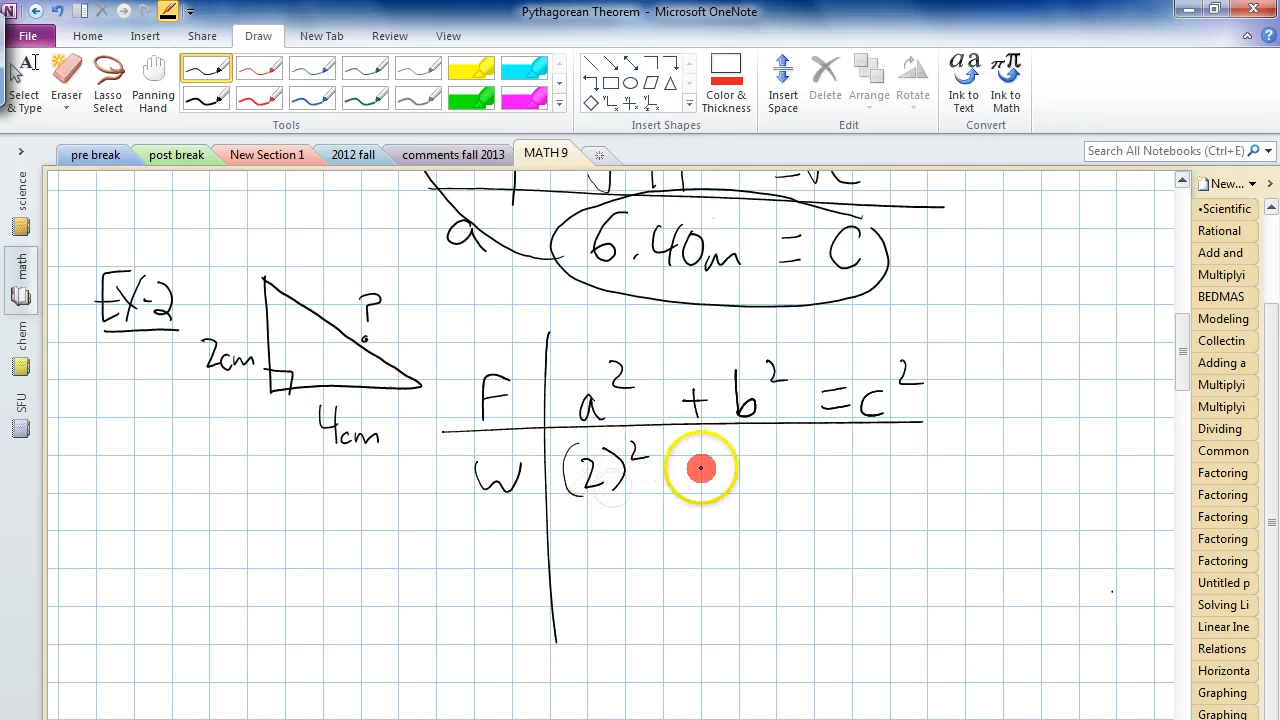 Pythagorean Theorem - Microsoft OneNote
File Home Insert Share Draw New Tab Review View
Select & Type
Eraser
Lasso Select
Panning Hand
Color & Thickness
Insert Space
Delete
Arrange
Rotate
Ink to Text
Ink to Math
Tools
Insert Shapes
Edit
Convert
pre break
post break
New Section 1
2012 fall
comments fall 2013
MATH 9
Search All Notebooks (Ctrl+E)
science
math
chem
SFU
New...
•Scientific
Rational
Add and
Multiplyi
BEDMAS
Modeling
Collectin
Adding a
Multiplyi
Multiplyi
Dividing
Common
Factoring
Factoring
Factoring
Factoring
Factoring
Untitled p
Solving Li
Linear Ine
Relations
Horizonta
Graphing
Graphing
a
6.40m = C
EX-2
?
2cm
4cm
F a² + b² = c²
W (2)²